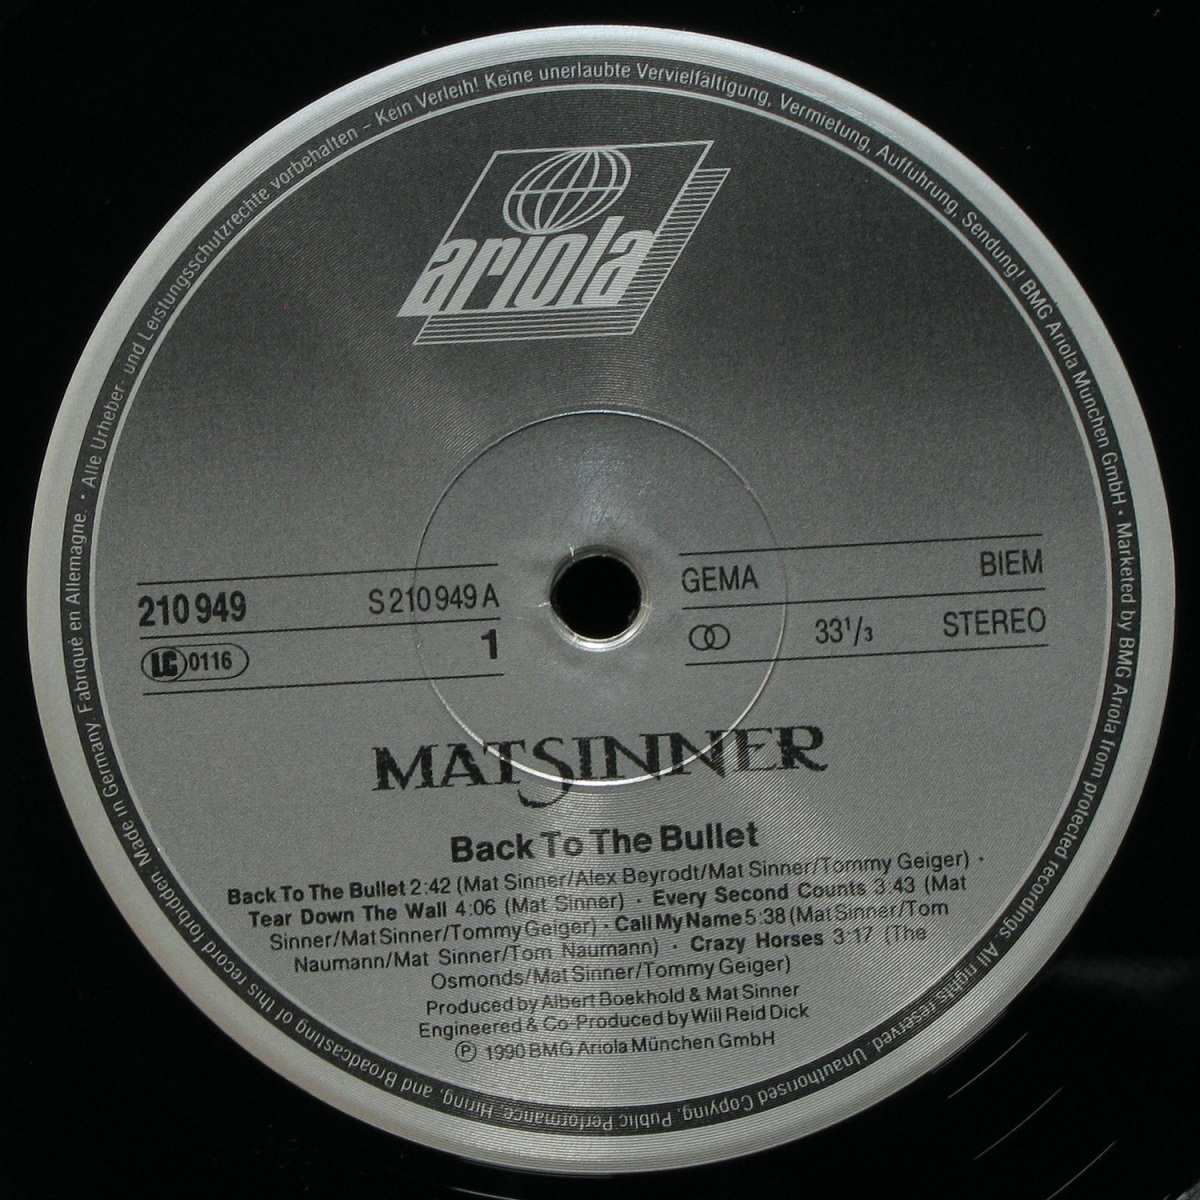 Alle Urheber- und Leistungsschutzrechte vorbehalten – Kein Verleih! Keine unerlaubte Vervielfältigung, Vermietung, Aufführung, Sendung! BMG Ariola München GmbH • Marketed by BMG Ariola from protected recordings. All rights reserved. Unauthorised Copying, Public Performance, Hiring, and Broadcasting of this record forbidden. Made in Germany. Fabriqué en Allemagne. •
ariola
210 949 S 210 949 A
LC 0116 1
GEMA BIEM
33 1/3 STEREO
MAT SINNER
Back To The Bullet
Back To The Bullet 2:42 (Mat Sinner/Alex Beyrodt/Mat Sinner/Tommy Geiger) ·
Tear Down The Wall 4:06 (Mat Sinner) · Every Second Counts 3:43 (Mat
Sinner/Mat Sinner/Tommy Geiger) · Call My Name 5:38 (Mat Sinner/Tom
Naumann/Mat Sinner/Tom Naumann) · Crazy Horses 3:17 (The
Osmonds/Mat Sinner/Tommy Geiger)
Produced by Albert Boekhold & Mat Sinner
Engineered & Co-Produced by Will Reid Dick
Ⓟ 1990 BMG Ariola München GmbH